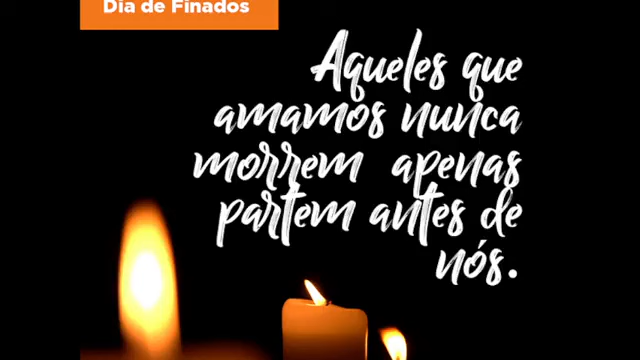 Dia de Finados
Aqueles que
amamos nunca
morrem apenas
partem antes de
nós.